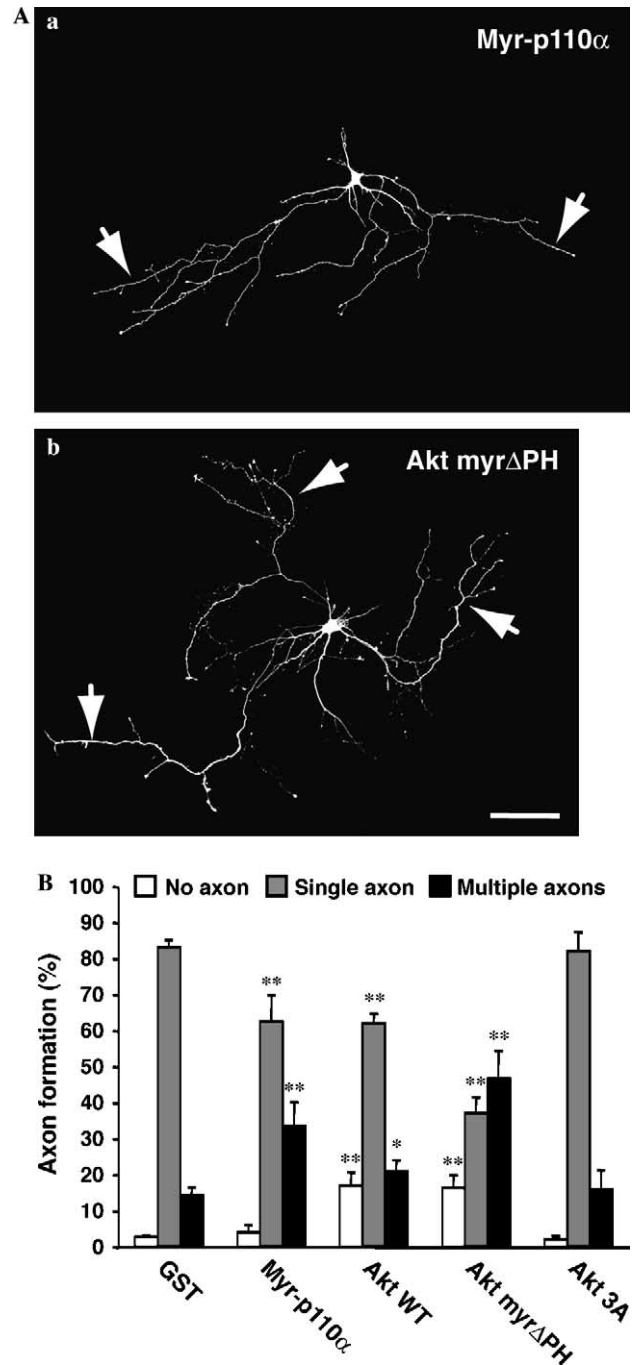 A
a
Myr-p110α
b
Akt myrΔPH
B
No axon Single axon Multiple axons
100
90
80
70
60
50
40
30
20
10
0
Axon formation (%)
** ** ** ** * ** ** **
GST Myr-p110α Akt WT Akt myrΔPH Akt 3A